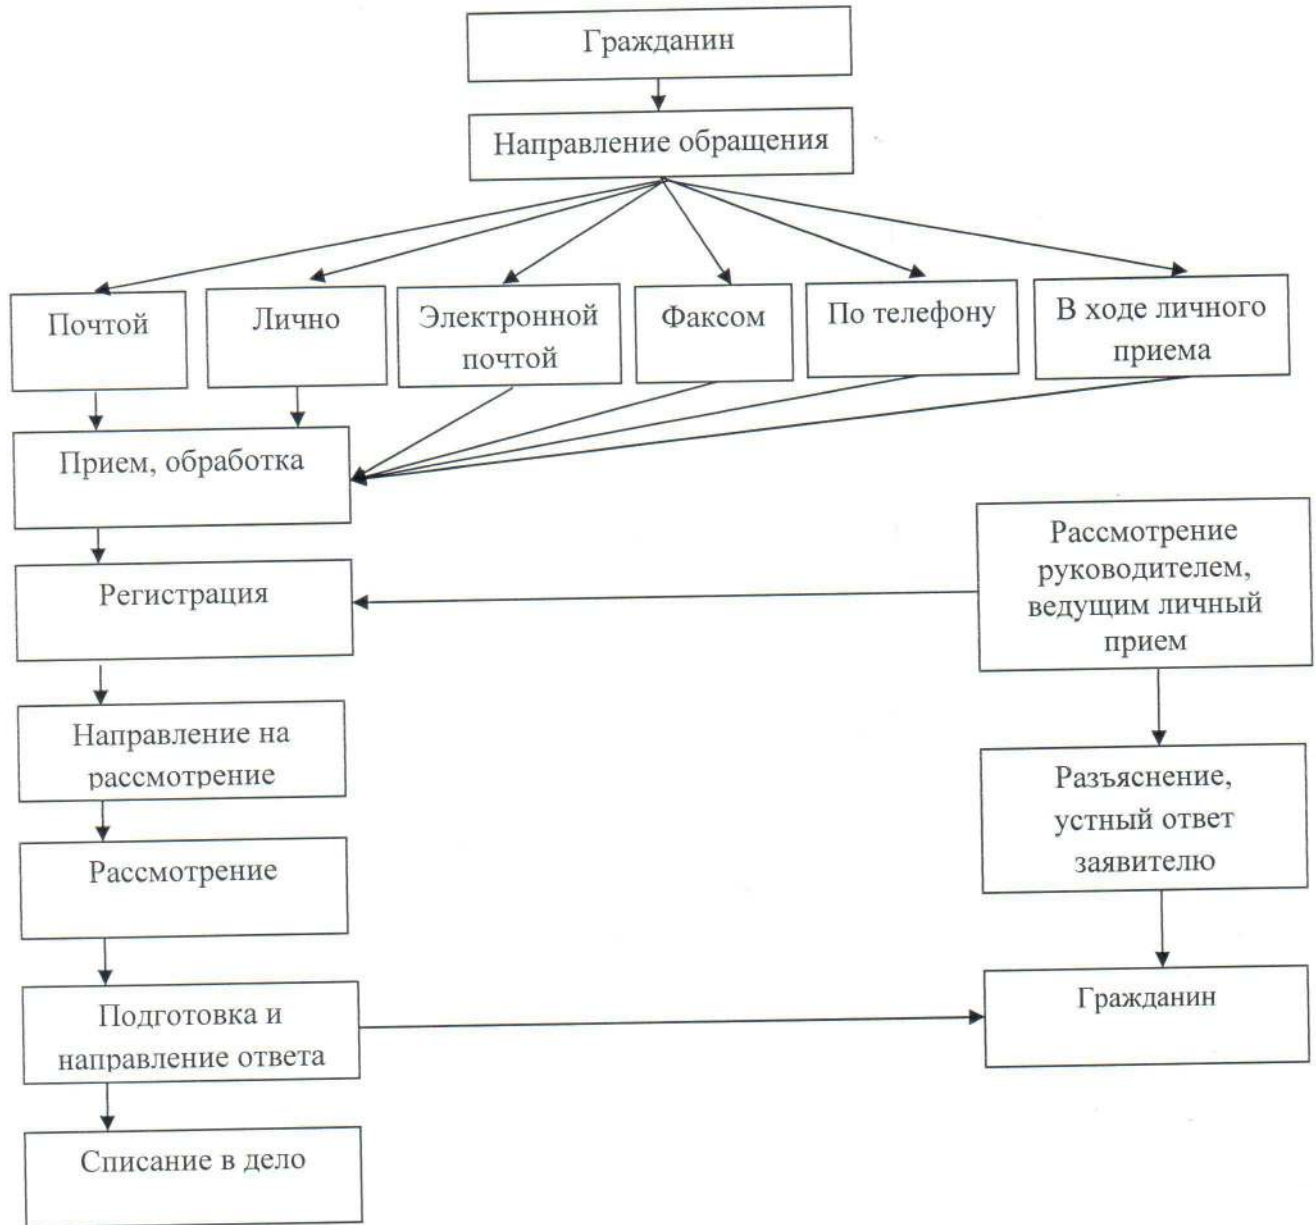 Гражданин
Направление обращения
Почтой
Лично
Электронной
почтой
Факсом
По телефону
В ходе личного
приема
Прием, обработка
Регистрация
Рассмотрение
руководителем,
ведущим личный
прием
Направление на
рассмотрение
Разъяснение,
устный ответ
заявителю
Рассмотрение
Подготовка и
направление ответа
Гражданин
Списание в дело